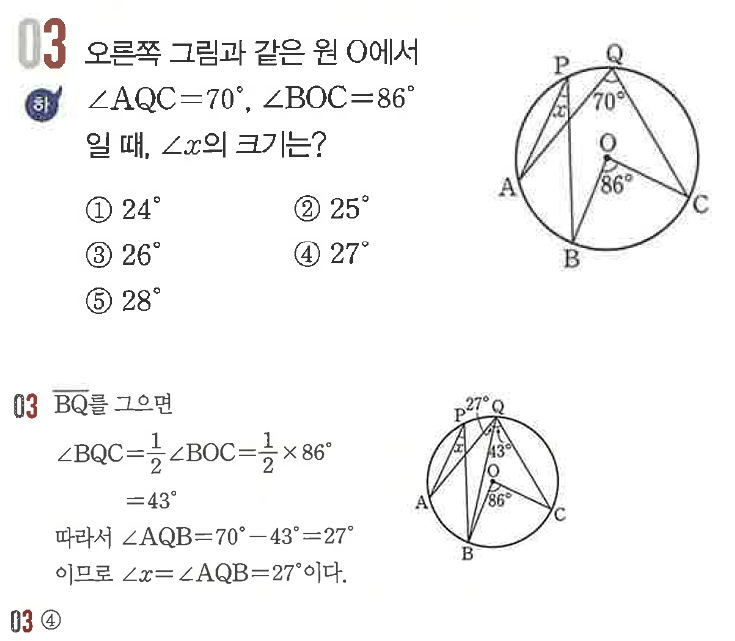 03 오른쪽 그림과 같은 원 O에서
하 ∠AQC=70°, ∠BOC=86°
일 때, ∠x의 크기는?
① 24° ② 25°
③ 26° ④ 27°
⑤ 28°
P Q
x 70°
O
A 86° C
B
03 BQ를 그으면
∠BQC=1/2∠BOC=1/2×86°
=43°
따라서 ∠AQB=70°-43°=27°
이므로 ∠x=∠AQB=27°이다.
P 27° Q
x 43°
O
A 86° C
B
03 ④